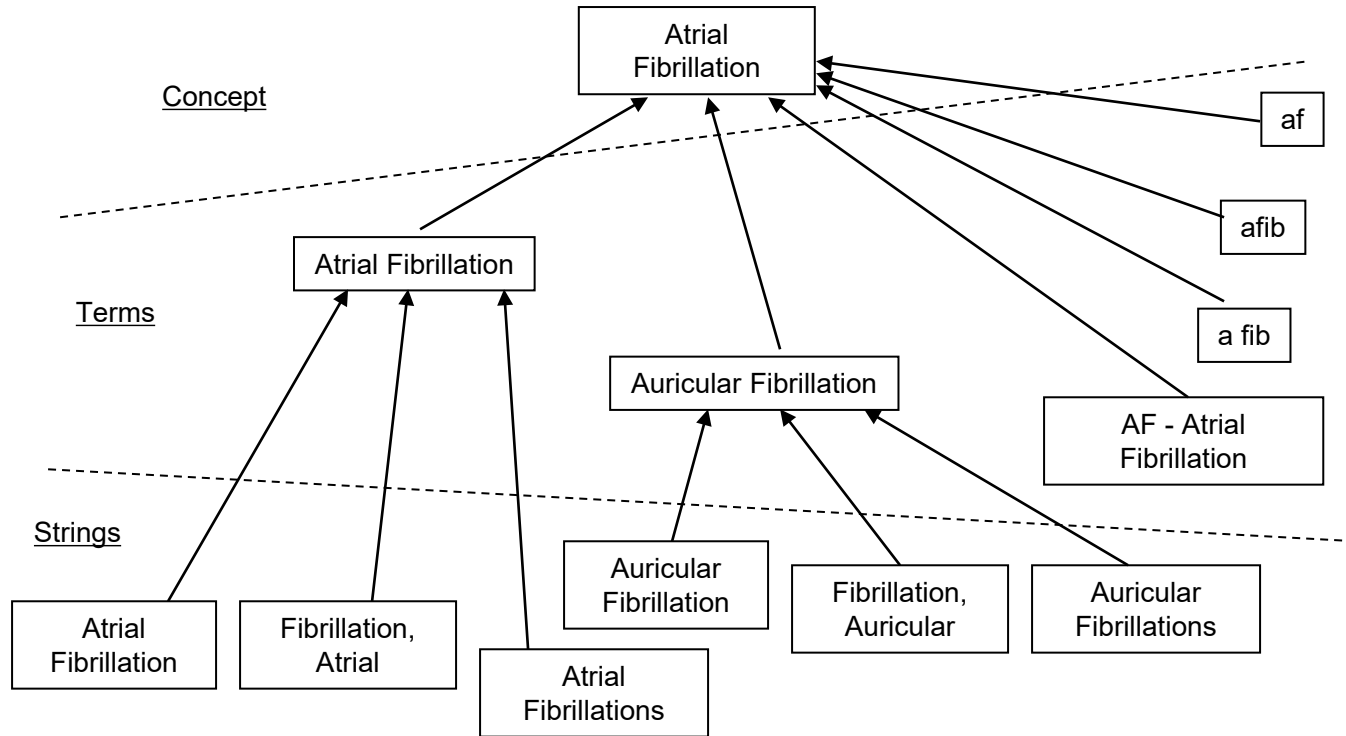 Atrial
Fibrillation
Concept
af
afib
Atrial Fibrillation
Terms
a fib
Auricular Fibrillation
AF - Atrial
Fibrillation
Strings
Auricular
Fibrillation
Fibrillation,
Auricular
Auricular
Fibrillations
Atrial
Fibrillation
Fibrillation,
Atrial
Atrial
Fibrillations